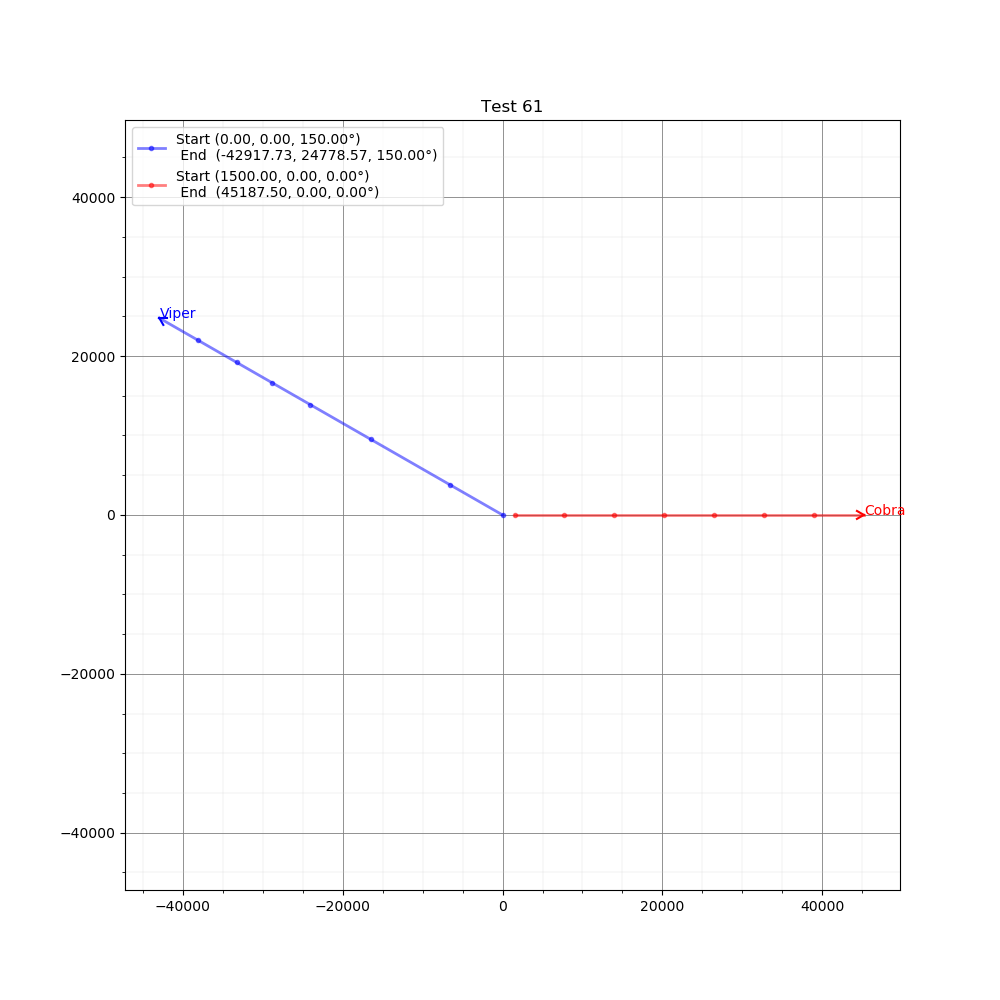 Test 61
Start (0.00, 0.00, 150.00°)
End (-42917.73, 24778.57, 150.00°)
Start (1500.00, 0.00, 0.00°)
End (45187.50, 0.00, 0.00°)
40000
Viper
20000
0
Cobra
−20000
−40000
−40000 −20000 0 20000 40000